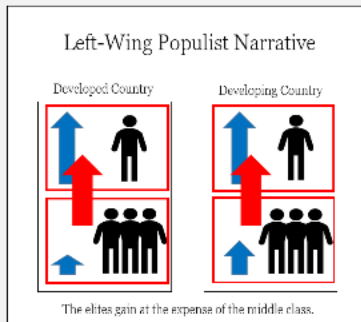 Left-Wing Populist Narrative
Developed Country
Developing Country
The elites gain at the expense of the middle class.